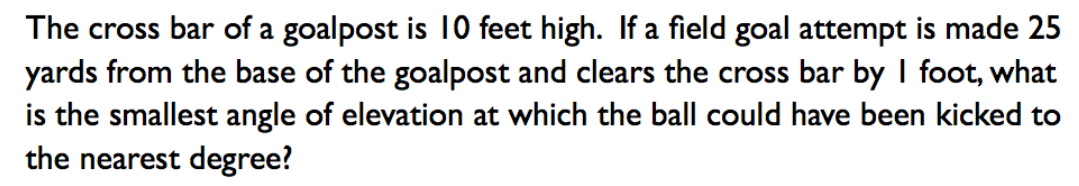 The cross bar of a goalpost is 10 feet high.  If a field goal attempt is made 25
yards from the base of the goalpost and clears the cross bar by 1 foot, what
is the smallest angle of elevation at which the ball could have been kicked to
the nearest degree?